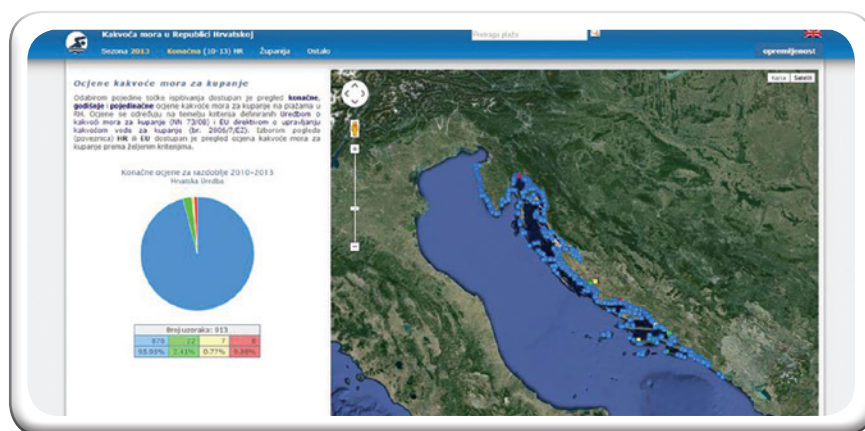 Kakvoća mora u Republici Hrvatskoj
Pretraga plaža
Sezona 2013 Konačna (10-13) HR Županija Ostalo
opremljenost
Ocjene kakvoće mora za kupanje
Odabirom pojedine točke ispitivanja dostupan je pregled konačne,
godišnje i pojedinačne ocjene kakvoće mora za kupanje na plažama u
RH. Ocjene se određuju na temelju kriterija definiranih Uredbom o
kakvoći mora za kupanje (NN 73/08) i EU direktivom o upravljanju
kakvoćom vode za kupanje (br. 2006/7/EZ). Izborom pogleda
(poveznica) HR ili EU dostupan je pregled ocjena kakvoće mora za
kupanje prema željenim kriterijima.
Konačne ocjene za razdoblje 2010-2013
Hrvatska Uredba
Broj uzoraka: 913
876 22 7 8
95.95% 2.41% 0.77% 0.88%
Karta Satelit